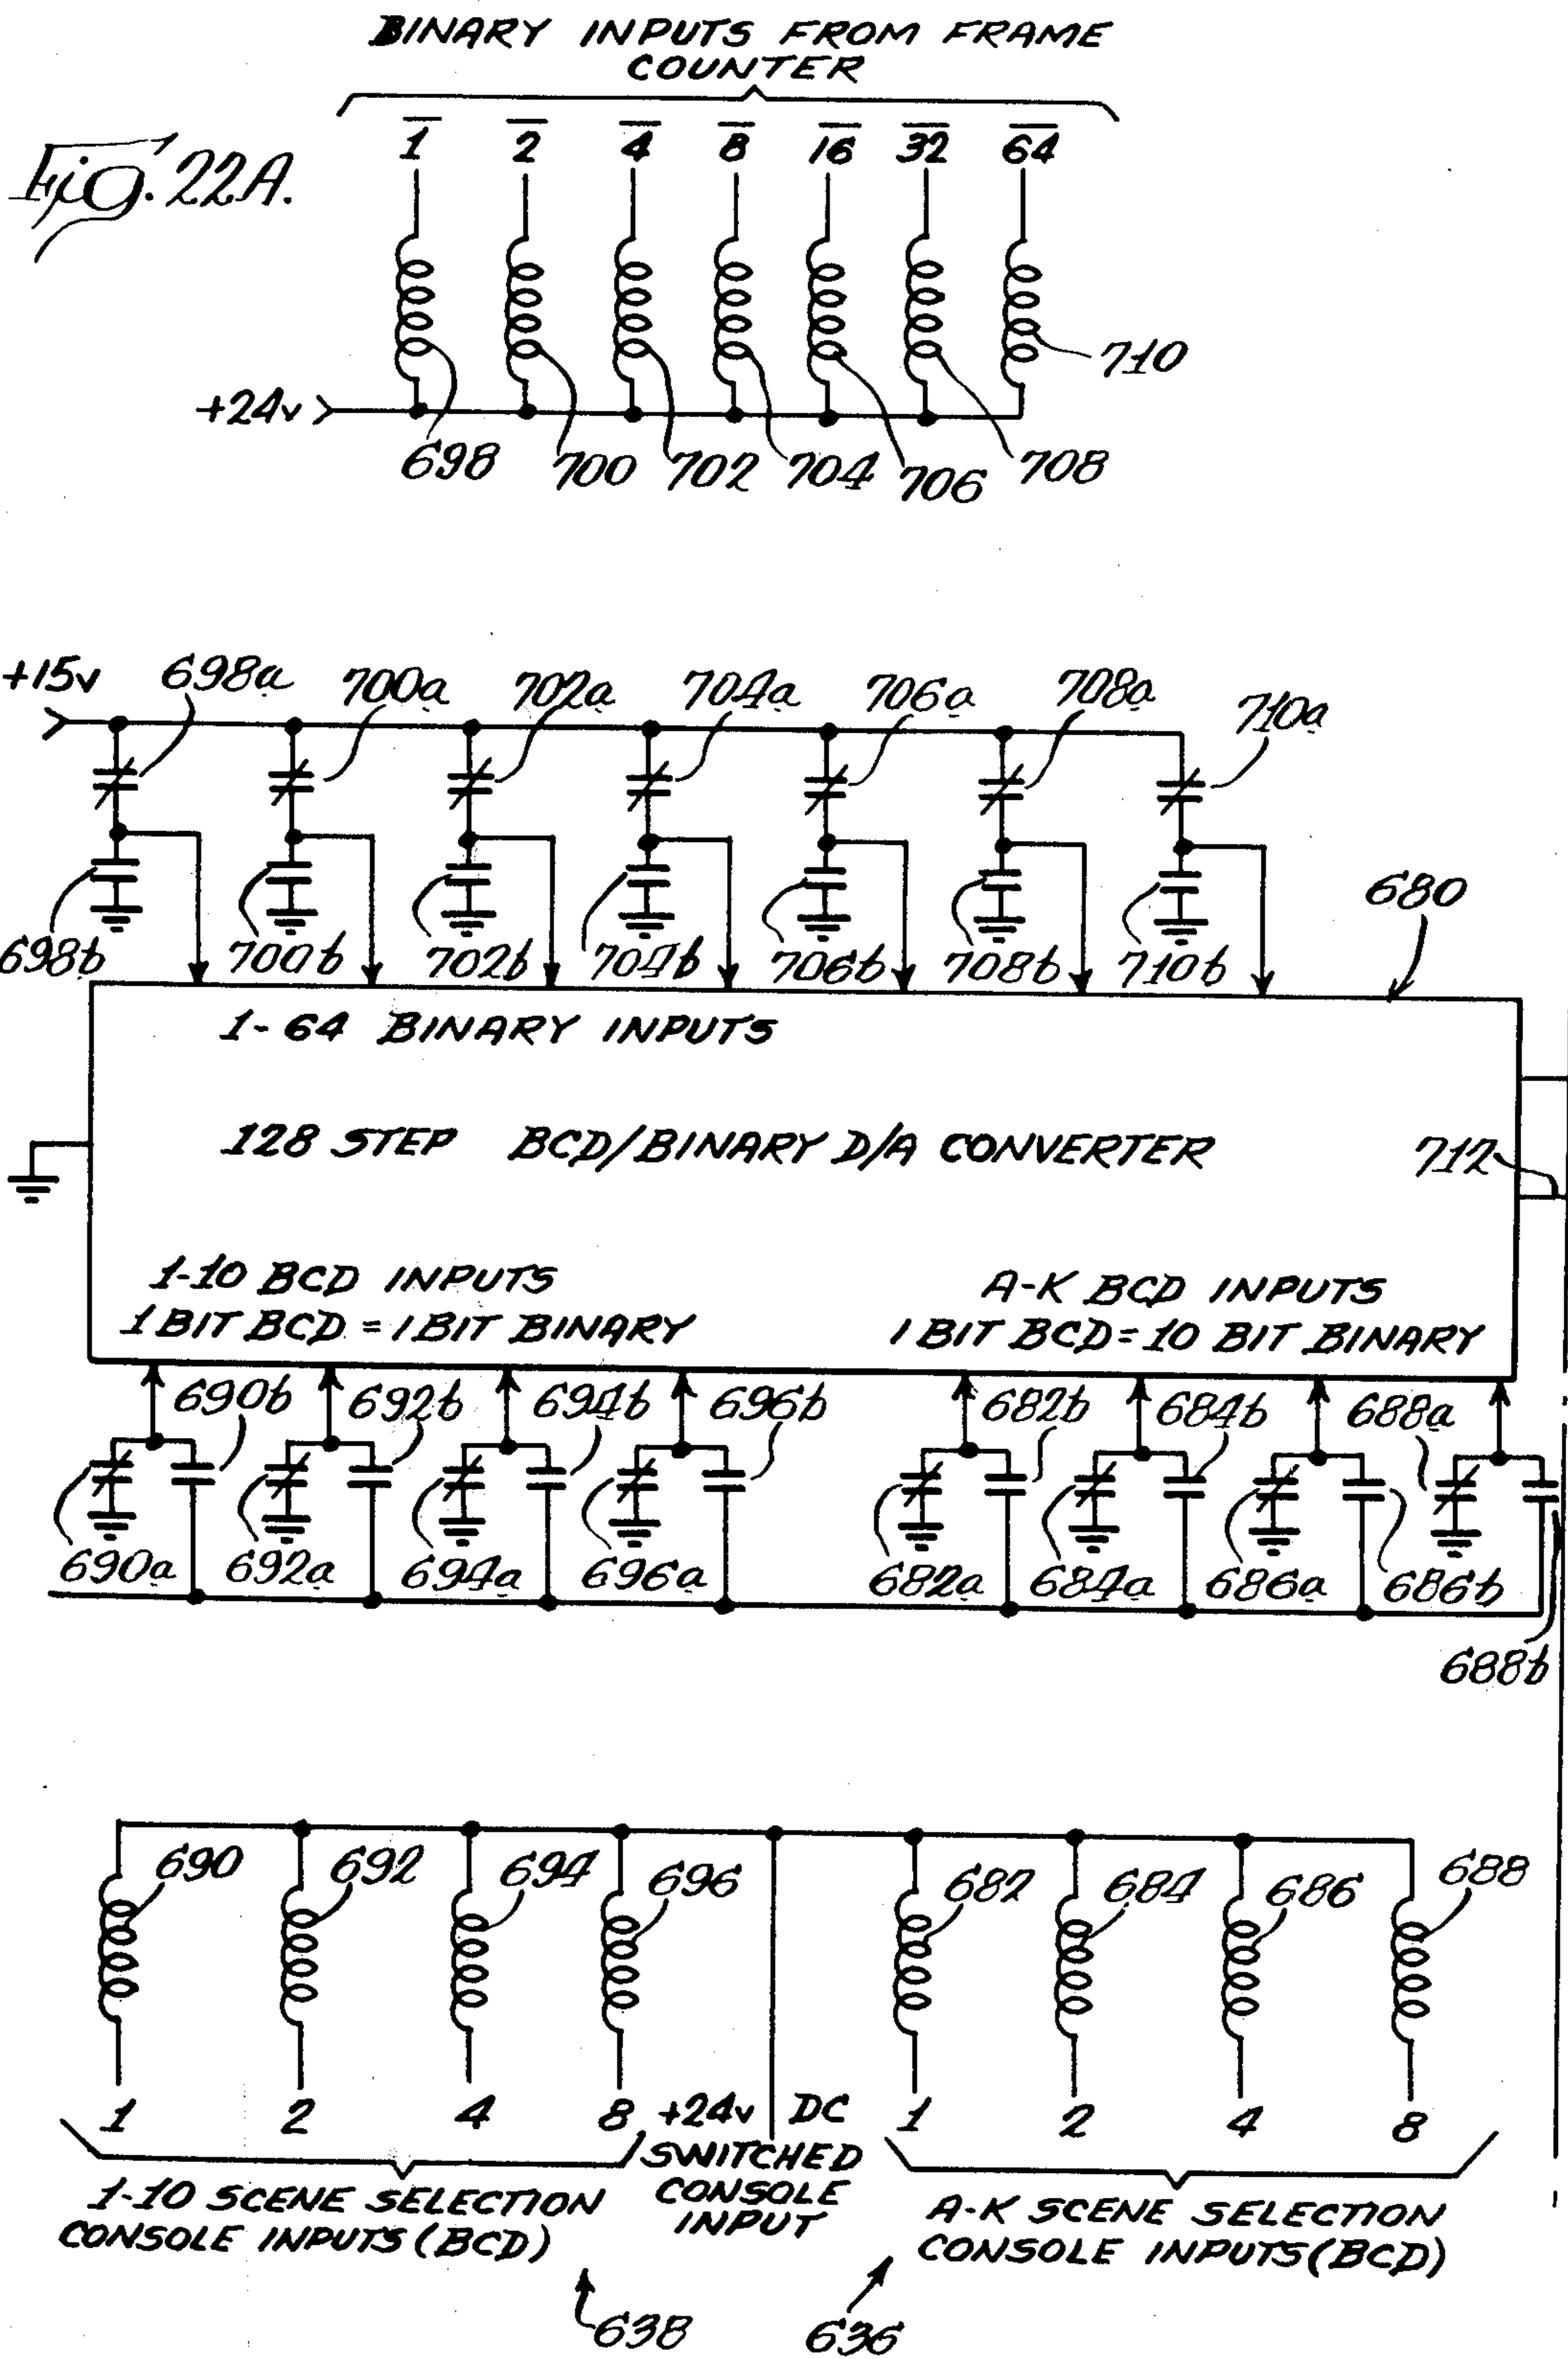 BINARY INPUTS FROM FRAME
COUNTER
Fig. 22A.
1 2 4 8 16 32 64
710
+24v
698 700 702 704 706 708
+15v 698a 700a 702a 704a 706a 708a 710a
680
698b 700b 702b 704b 706b 708b 710b
1-64 BINARY INPUTS
128 STEP BCD/BINARY D/A CONVERTER
712
1-10 BCD INPUTS
1 BIT BCD = 1 BIT BINARY
A-K BCD INPUTS
1 BIT BCD = 10 BIT BINARY
690b 692b 694b 696b 682b 684b 688a
690a 692a 694a 696a 682a 684a 686a 686b
688b
690 692 694 696 682 684 686 688
1 2 4 8 +24v DC 1 2 4 8
SWITCHED
CONSOLE
INPUT
1-10 SCENE SELECTION
CONSOLE INPUTS (BCD)
A-K SCENE SELECTION
CONSOLE INPUTS (BCD)
638 636